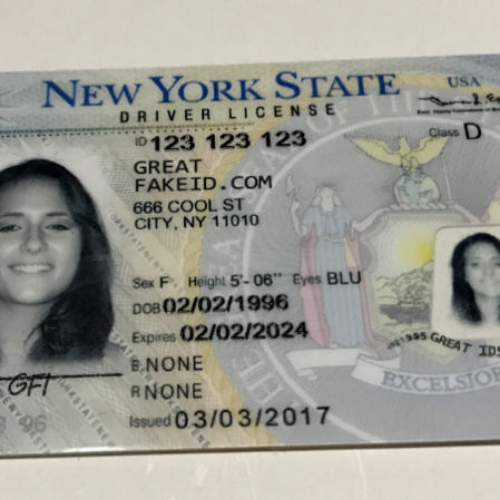 NEW YORK STATE
USA
DRIVER LICENSE
ID 123 123 123
Class D
GREAT
FAKEID.COM
666 COOL ST
CITY, NY 11010
Sex F Height 5'-06" Eyes BLU
DOB 02/02/1996
Expires 02/02/2024
E NONE
R NONE
Issued 03/03/2017
GFI
EXCELSIOR
GREAT IDS